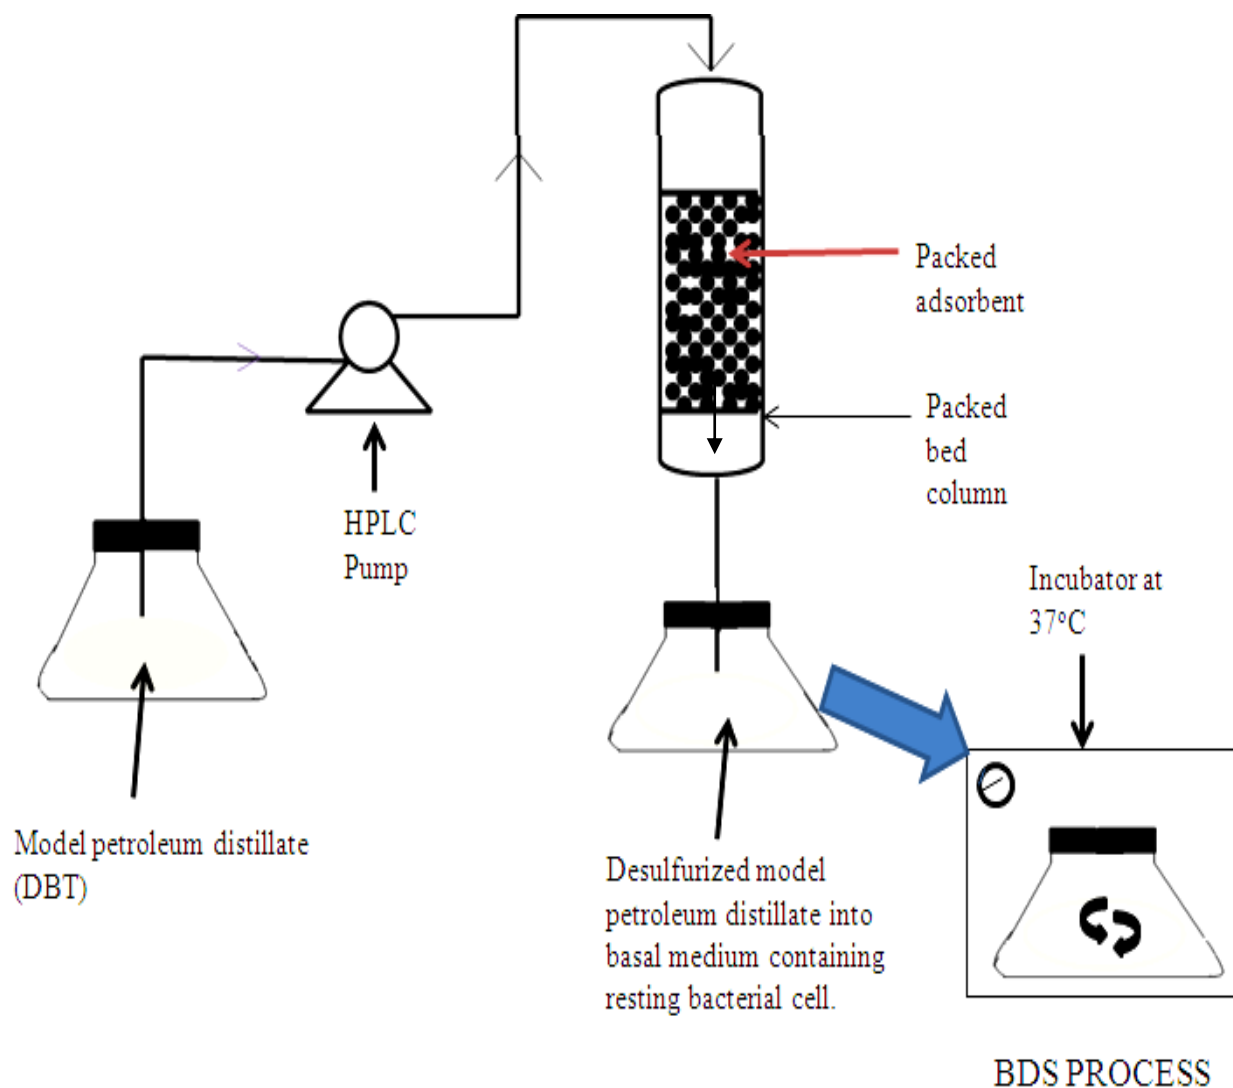 Packed
adsorbent
Packed
bed
column
HPLC
Pump
Incubator at
37°C
Model petroleum distillate
(DBT)
Desulfurized model
petroleum distillate into
basal medium containing
resting bacterial cell.
BDS PROCESS